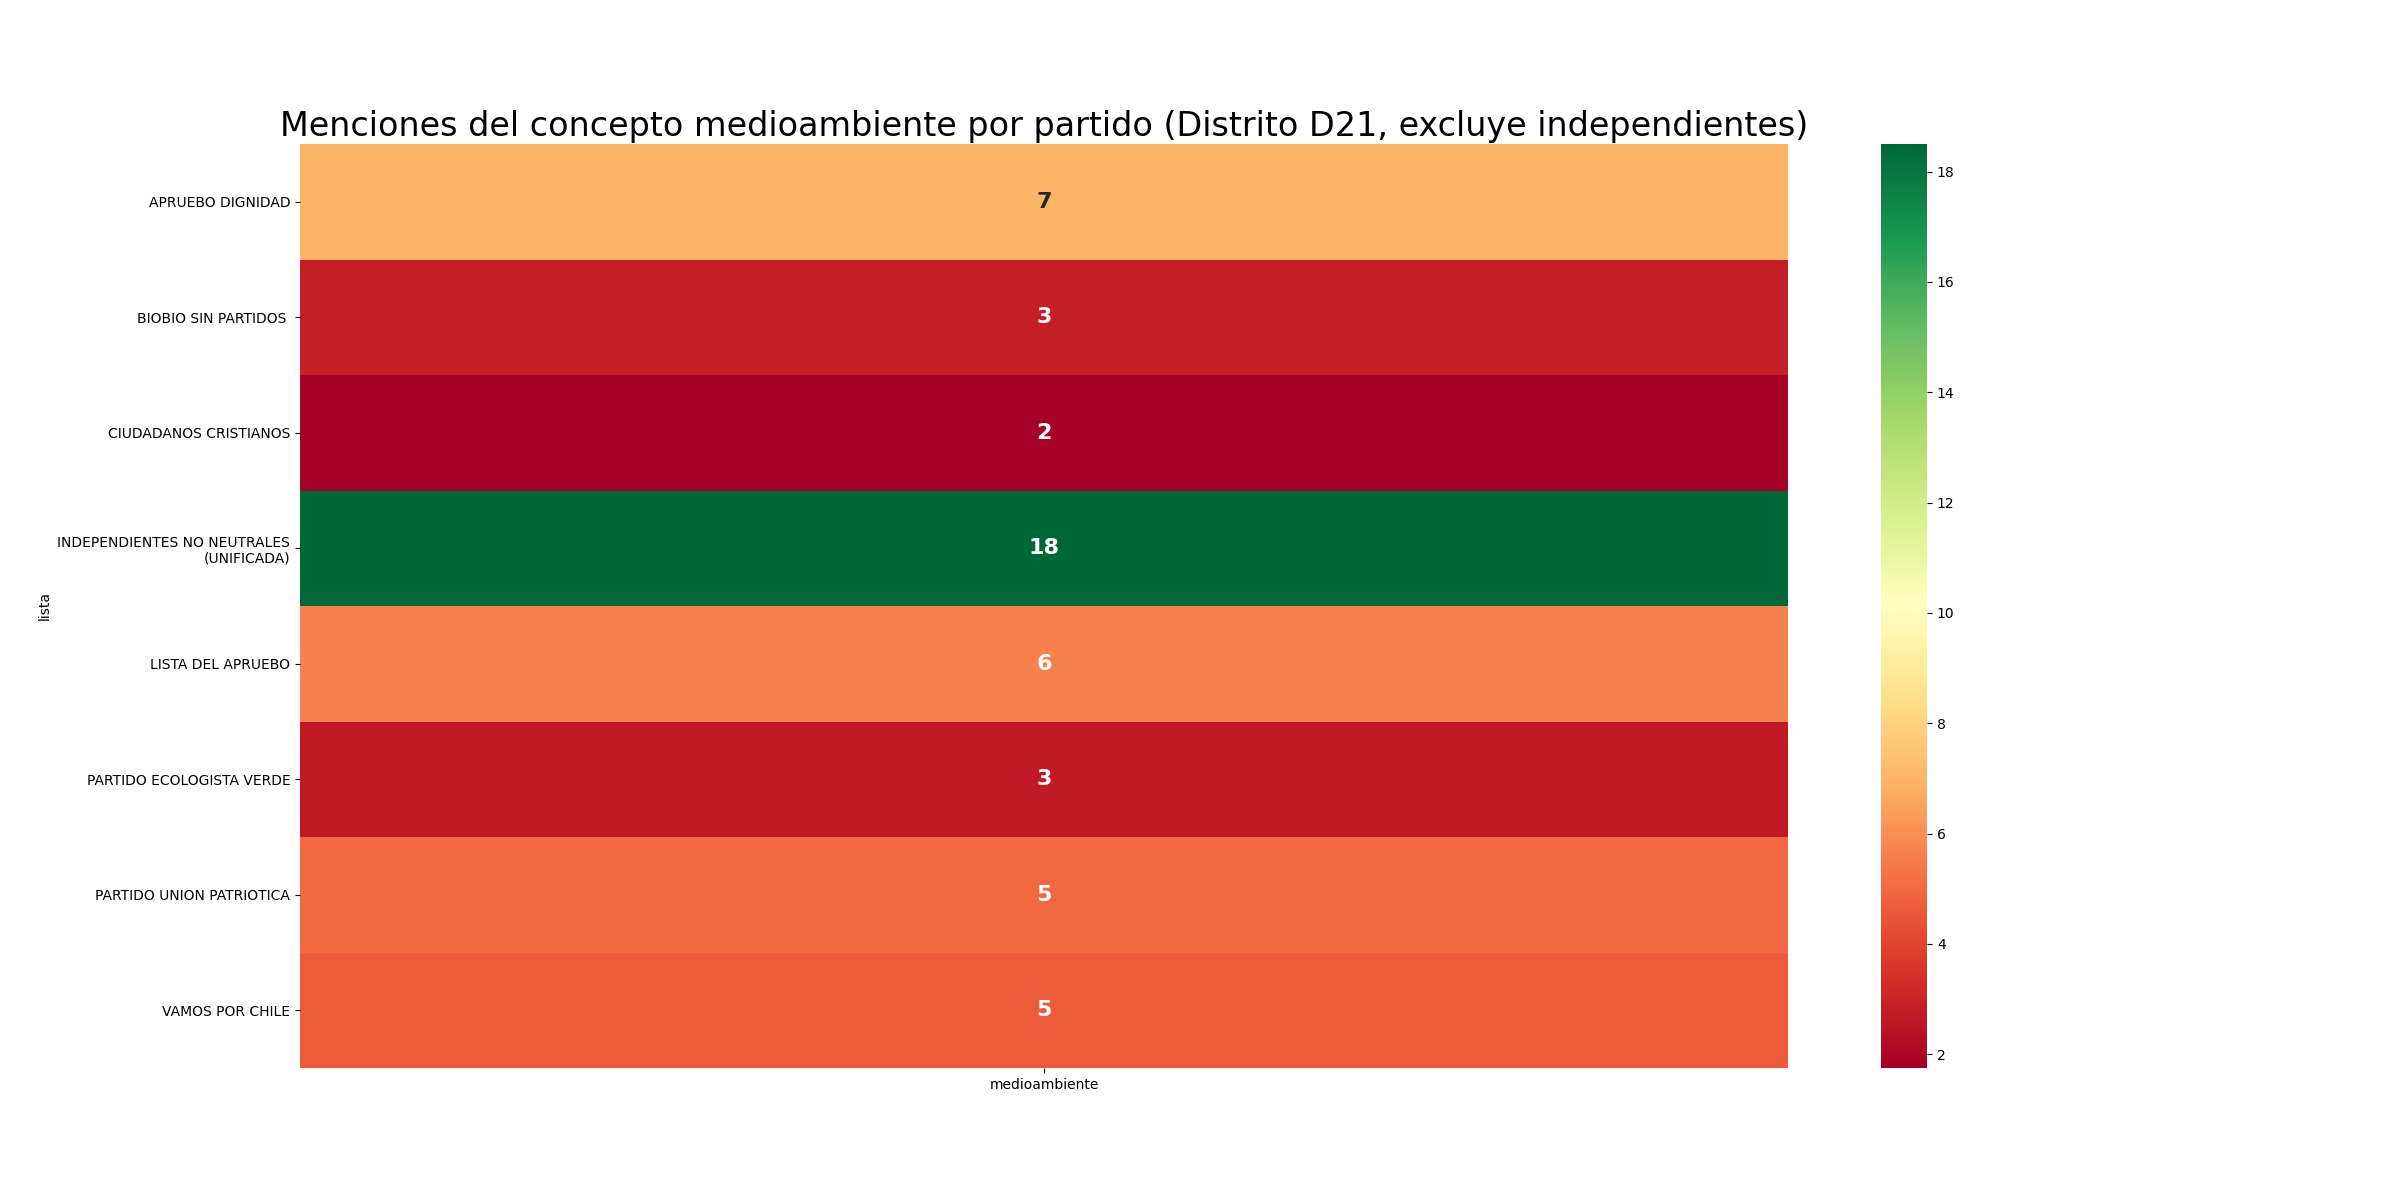 Menciones del concepto medioambiente por partido (Distrito D21, excluye independientes)
APRUEBO DIGNIDAD
7
BIOBIO SIN PARTIDOS
3
CIUDADANOS CRISTIANOS
2
INDEPENDIENTES NO NEUTRALES
(UNIFICADA)
18
LISTA DEL APRUEBO
6
PARTIDO ECOLOGISTA VERDE
3
PARTIDO UNION PATRIOTICA
5
VAMOS POR CHILE
5
lista
medioambiente
18
16
14
12
10
8
6
4
2